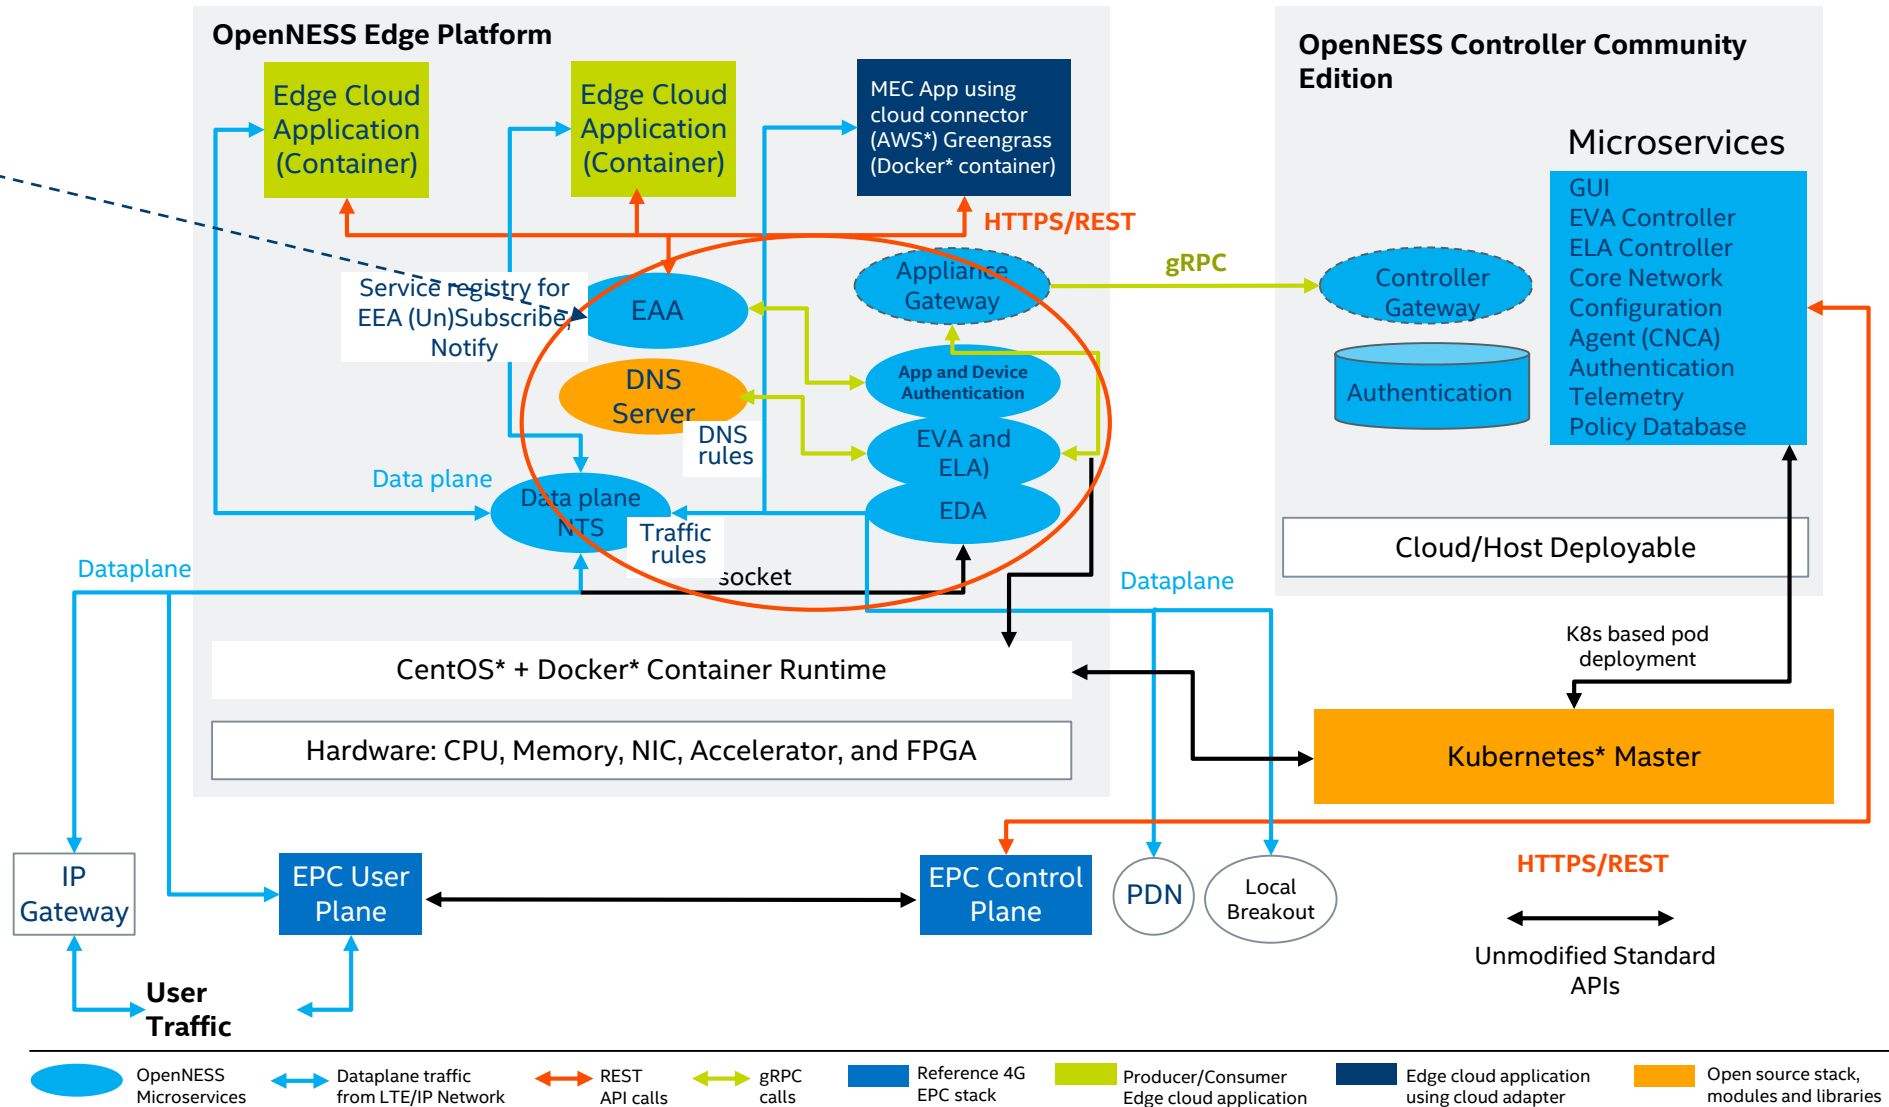 OpenNESS Edge Platform
Edge Cloud
Application
(Container)
Edge Cloud
Application
(Container)
MEC App using
cloud connector
(AWS*) Greengrass
(Docker* container)
HTTPS/REST
Service registry for
EEA (Un)Subscribe,
Notify
EAA
Appliance
Gateway
gRPC
DNS
Server
DNS
rules
App and Device
Authentication
EVA and
ELA)
EDA
Data plane
Data plane
NTS
Traffic
rules
socket
Dataplane
Dataplane
CentOS* + Docker* Container Runtime
Hardware: CPU, Memory, NIC, Accelerator, and FPGA
OpenNESS Controller Community
Edition
Microservices
GUI
EVA Controller
ELA Controller
Core Network
Configuration
Agent (CNCA)
Authentication
Telemetry
Policy Database
Controller
Gateway
Authentication
Cloud/Host Deployable
K8s based pod
deployment
Kubernetes* Master
IP
Gateway
EPC User
Plane
EPC Control
Plane
PDN
Local
Breakout
HTTPS/REST
Unmodified Standard
APIs
User
Traffic
OpenNESS
Microservices
Dataplane traffic
from LTE/IP Network
REST
API calls
gRPC
calls
Reference 4G
EPC stack
Producer/Consumer
Edge cloud application
Edge cloud application
using cloud adapter
Open source stack,
modules and libraries